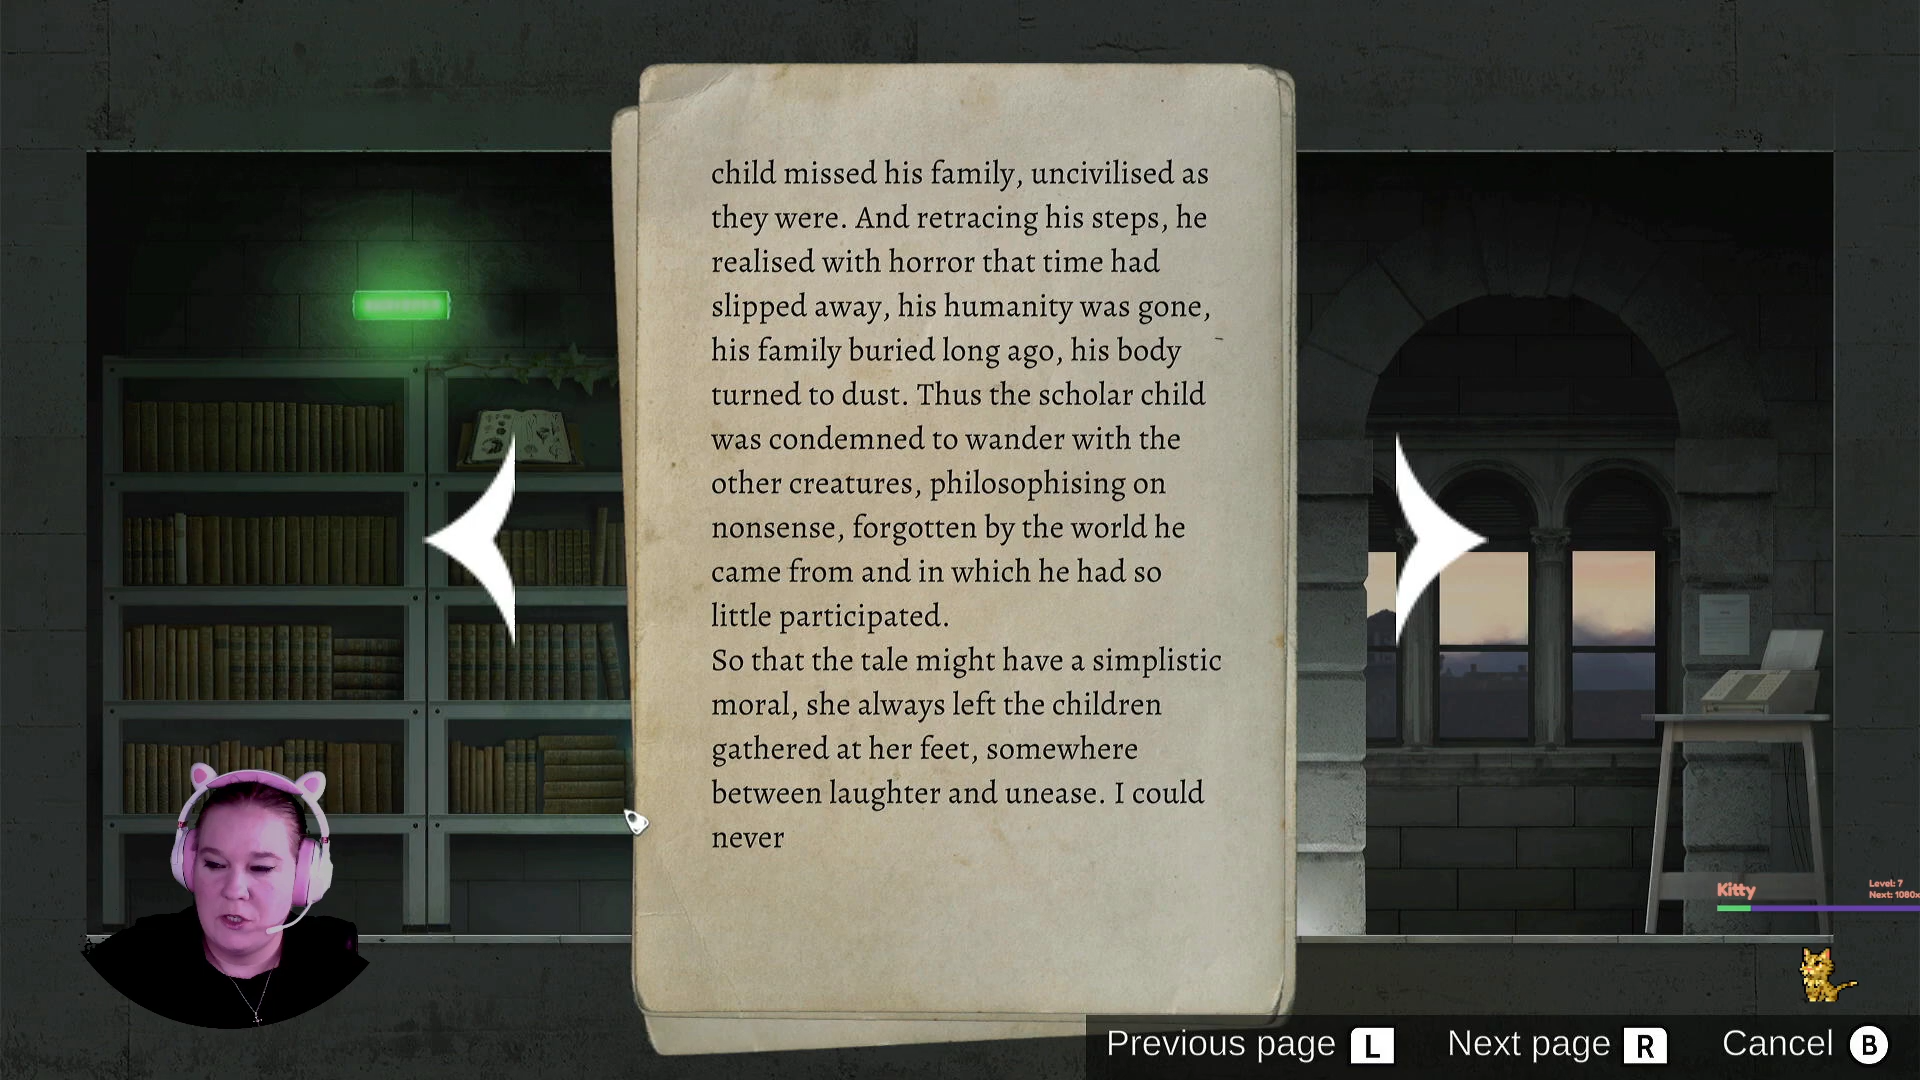 child missed his family, uncivilised as
they were. And retracing his steps, he
realised with horror that time had
slipped away, his humanity was gone,
his family buried long ago, his body
turned to dust. Thus the scholar child
was condemned to wander with the
other creatures, philosophising on
nonsense, forgotten by the world he
came from and in which he had so
little participated.
So that the tale might have a simplistic
moral, she always left the children
gathered at her feet, somewhere
between laughter and unease. I could
never
Kitty
Level: 7
Next: 1080x
Previous page L Next page R Cancel B